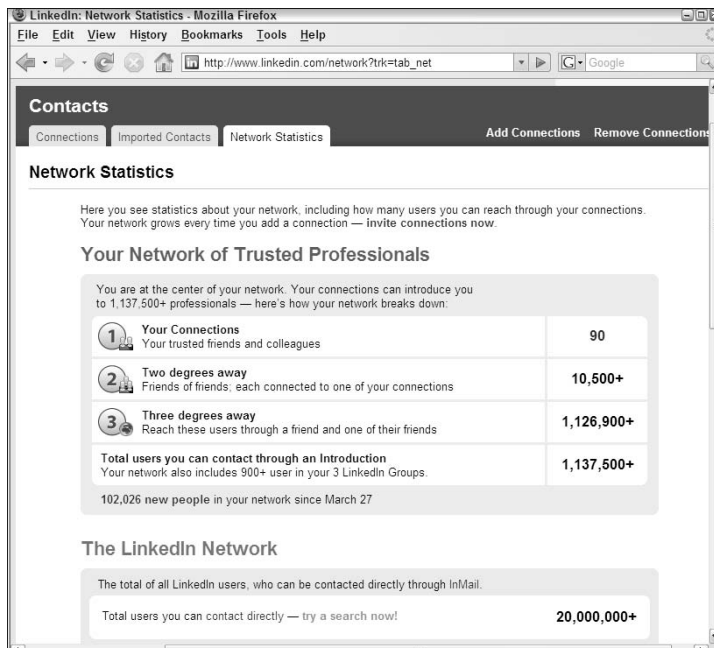 LinkedIn: Network Statistics - Mozilla Firefox
File Edit View History Bookmarks Tools Help
http://www.linkedin.com/network?trk=tab_net
G Google
Contacts
Connections Imported Contacts Network Statistics Add Connections Remove Connections
Network Statistics
Here you see statistics about your network, including how many users you can reach through your connections.
Your network grows every time you add a connection — invite connections now.
Your Network of Trusted Professionals
You are at the center of your network. Your connections can introduce you
to 1,137,500+ professionals — here's how your network breaks down:
1 Your Connections 90
Your trusted friends and colleagues
2 Two degrees away 10,500+
Friends of friends; each connected to one of your connections
3 Three degrees away 1,126,900+
Reach these users through a friend and one of their friends
Total users you can contact through an Introduction 1,137,500+
Your network also includes 900+ user in your 3 LinkedIn Groups.
102,026 new people in your network since March 27
The LinkedIn Network
The total of all LinkedIn users, who can be contacted directly through InMail.
Total users you can contact directly — try a search now! 20,000,000+